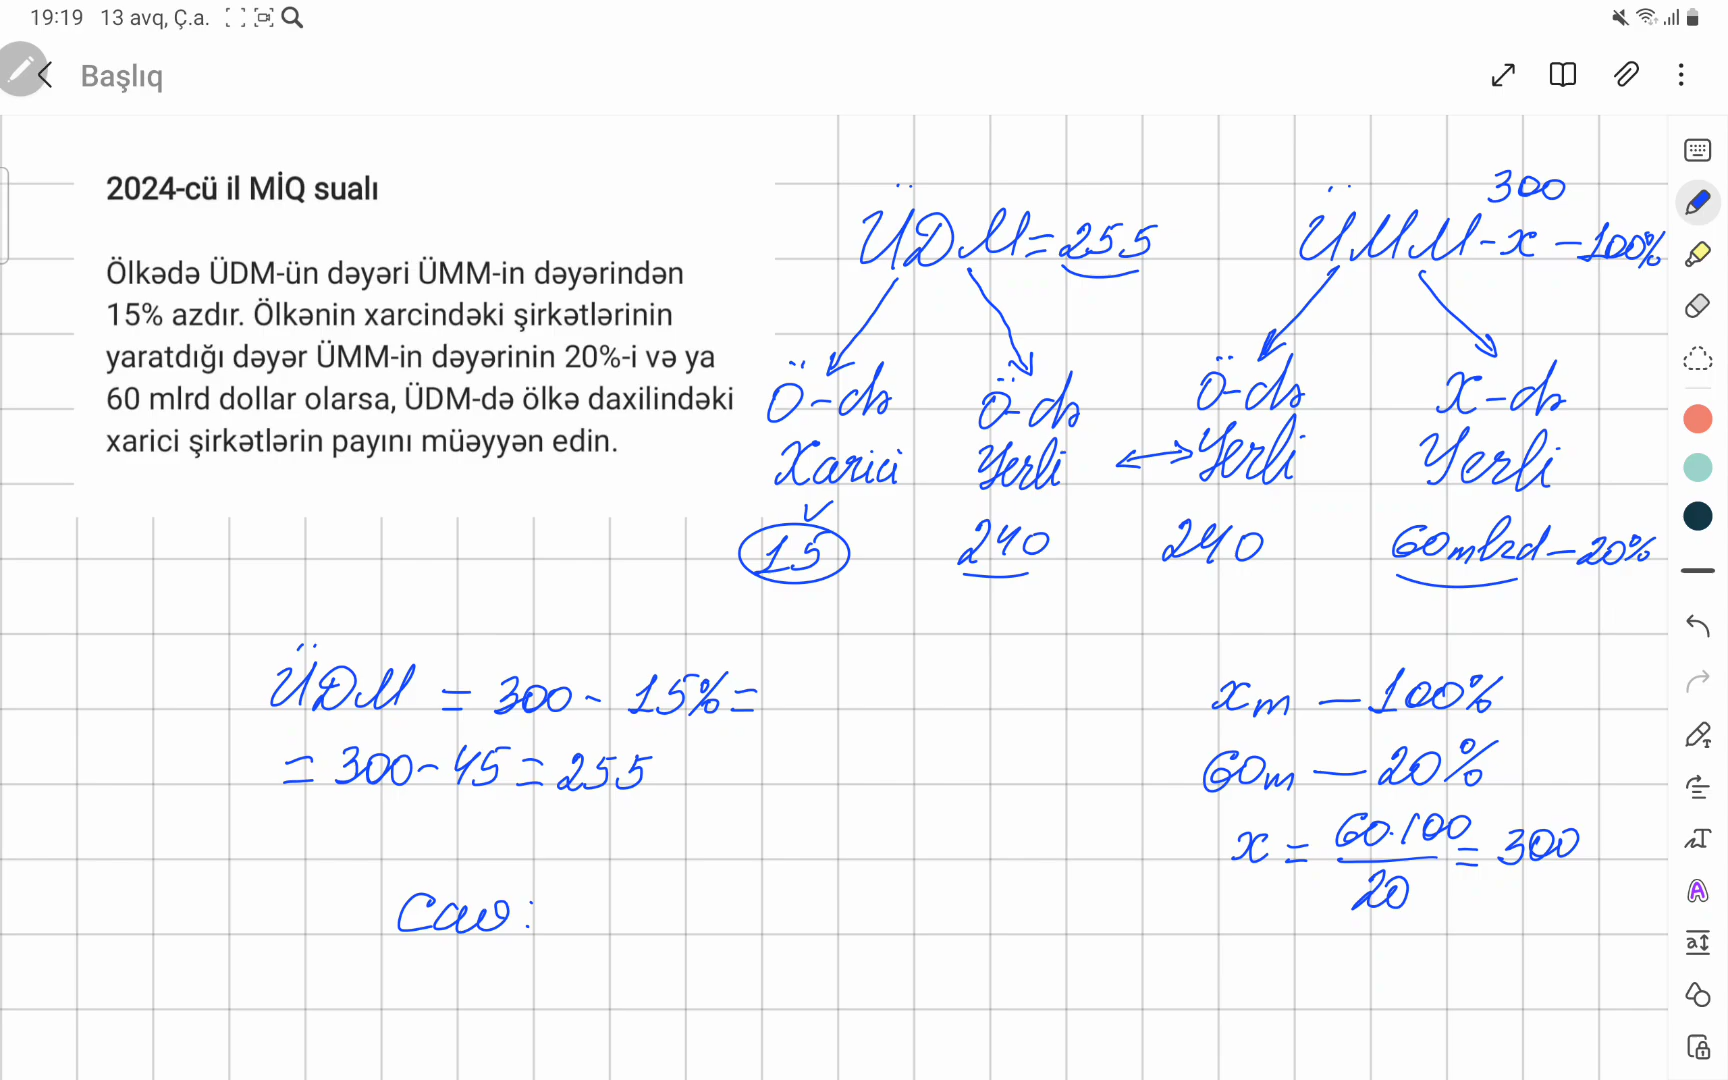 19:19 13 avq, Ç.a.
Başlıq
2024-cü il MİQ sualı
Ölkədə ÜDM-ün dəyəri ÜMM-in dəyərindən
15% azdır. Ölkənin xarcindəki şirkətlərinin
yaratdığı dəyər ÜMM-in dəyərinin 20%-i və ya
60 mlrd dollar olarsa, ÜDM-də ölkə daxilindəki
xarici şirkətlərin payını müəyyən edin.
300
ÜDM=255 ÜMM-x-100%
Ö-də Ö-də Ö-də X-də
Xarici Yerli ↔ Yerli Yerli
15 240 240 60mlrd-20%
ÜDM = 300-15%=
=300-45=255
Cav:
xm — 100%
60m — 20%
x = 60.100/20 = 300